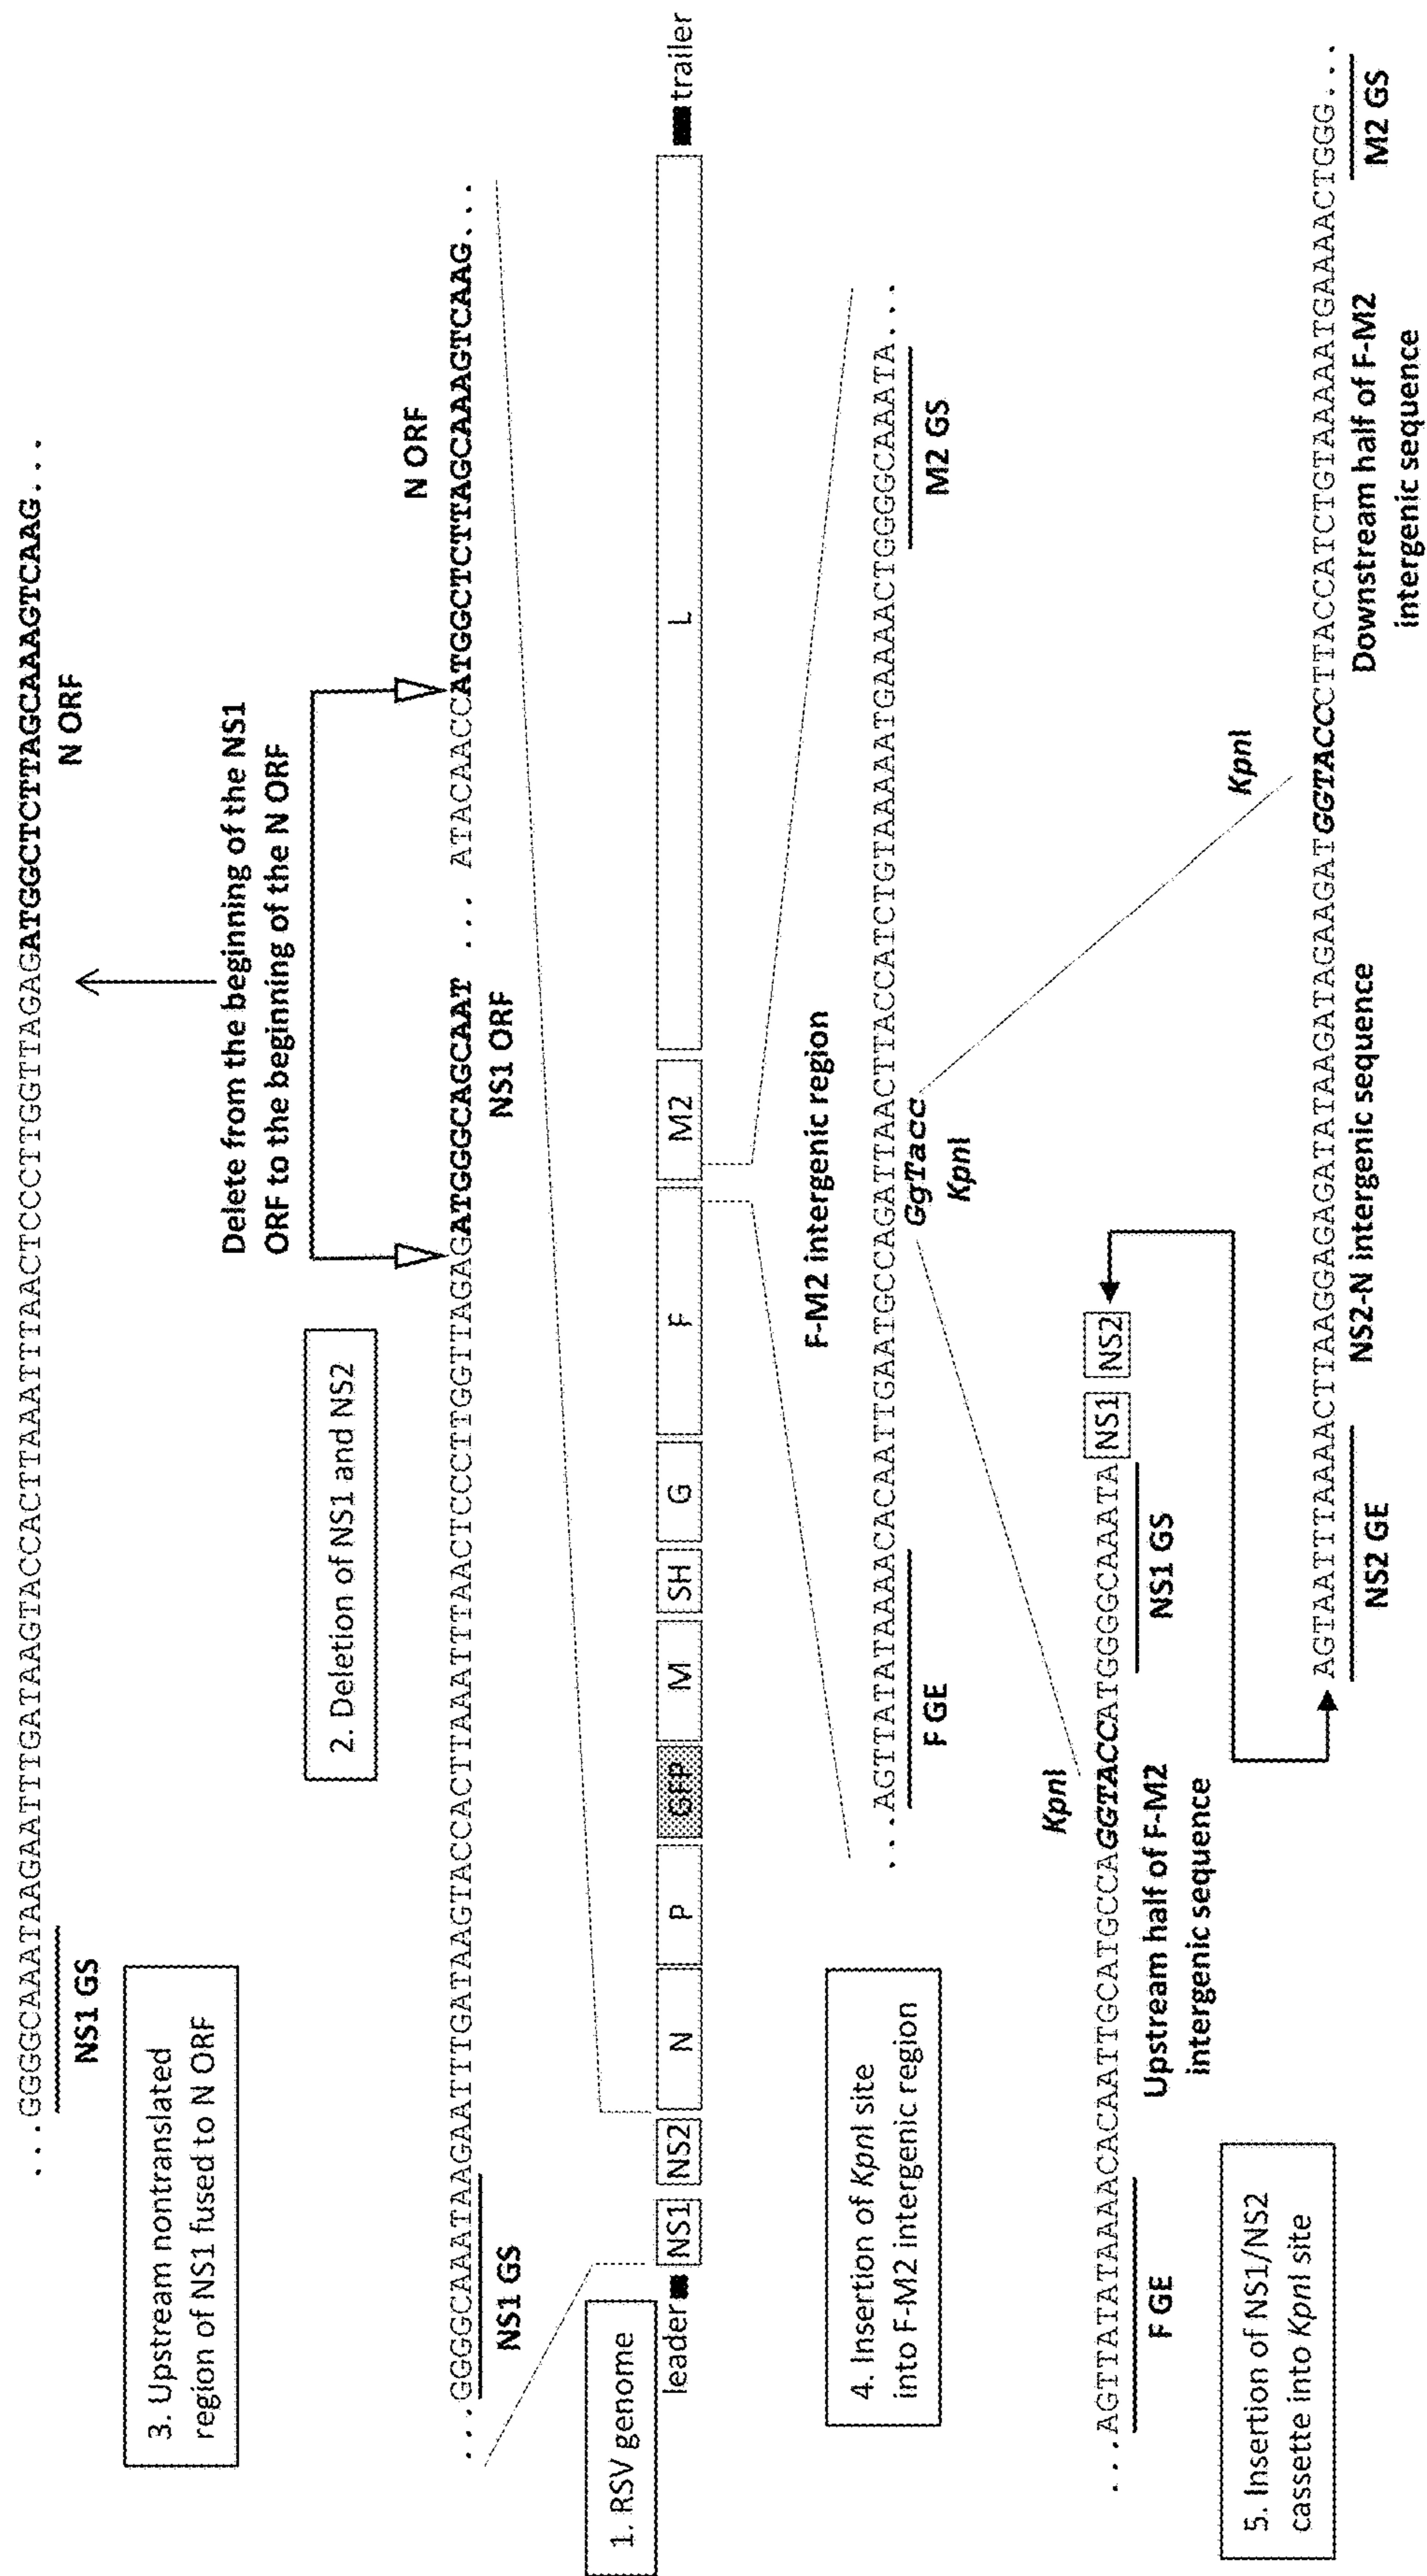 ...GGGGCAAATAAGAATTTGATAAGTACCACTTAAATTTAACTCCCTTGGTTAGAGATGGCTCTTAGCAAAGTCAAG...
NS1 GS
N ORF
3. Upstream nontranslated
region of NS1 fused to N ORF
Delete from the beginning of the NS1
ORF to the beginning of the N ORF
2. Deletion of NS1 and NS2
N ORF
...GGGGCAAATAAGAATTTGATAAGTACCACTTAAATTTAACTCCCTTGGTTAGAGATGGGCAGCAAT ... ATACAACCATGGCTCTTAGCAAAGTCAAG...
NS1 GS
NS1 ORF
1. RSV genome
leader NS1 NS2 N P GFP M SH G F M2 L trailer
F-M2 intergenic region
4. Insertion of KpnI site
into F-M2 intergenic region
...AGTTATATAAAACACAATTGAATGCCAGATTAACTTACCATCTGTAAAAATGAAAACTGGGGCAAATA...
F GE
GgTacc
KpnI
M2 GS
KpnI
...AGTTATATAAAACACAATTGCATGCCAGGTACCATGGGGCAAATA NS1 NS2
F GE
Upstream half of F-M2
intergenic sequence
NS1 GS
5. Insertion of NS1/NS2
cassette into KpnI site
KpnI
AGTAATTTAAAACTTAAGGAGAGATATAAGATAGAAGATGGTACCCTTACCATCTGTAAAAATGAAAACTGGG...
NS2 GE
NS2-N intergenic sequence
Downstream half of F-M2
intergenic sequence
M2 GS